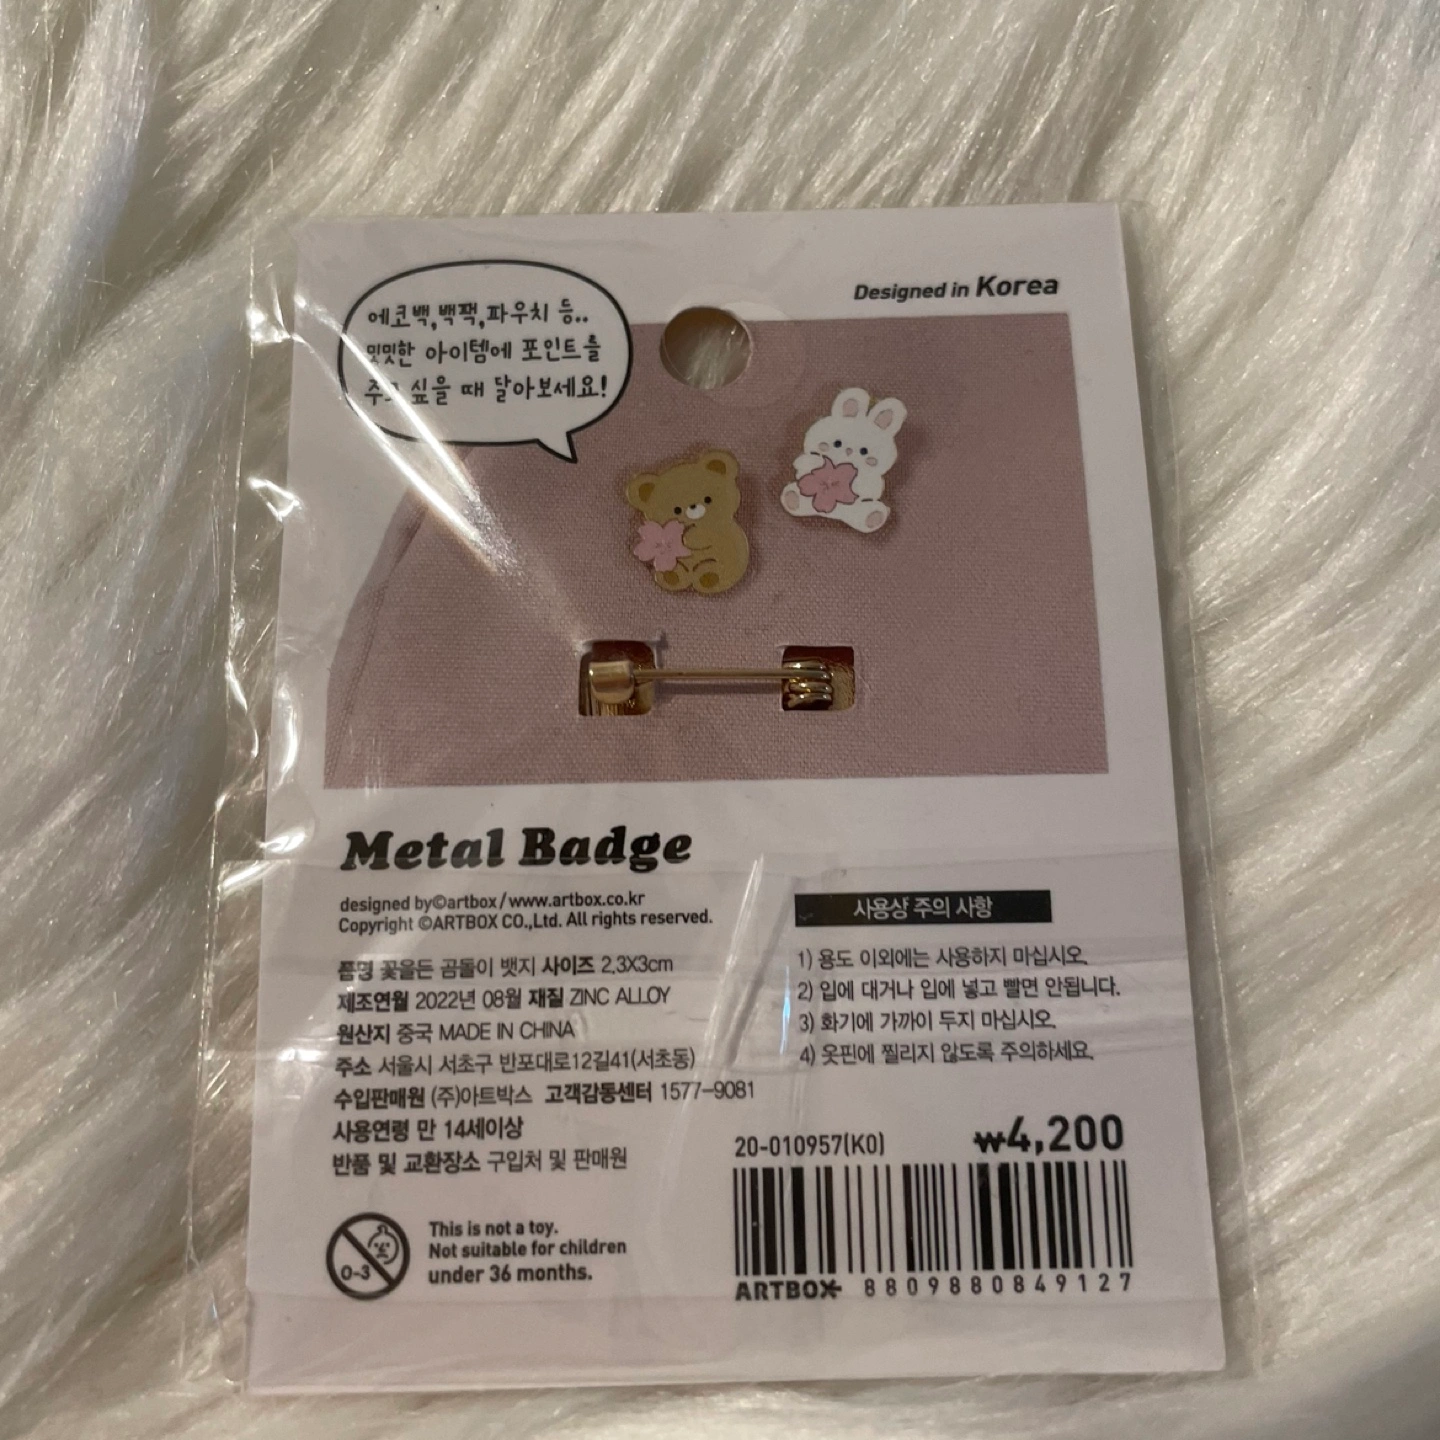 에코백,백팩,파우치 등..
밋밋한 아이템에 포인트를
주고 싶을 때 달아보세요!
Designed in Korea
Metal Badge
designed by©artbox/www.artbox.co.kr
Copyright ©ARTBOX CO.,Ltd. All rights reserved.
품명 꽃을든 곰돌이 뱃지 사이즈 2.3X3cm
제조연월 2022년 08월 재질 ZINC ALLOY
원산지 중국 MADE IN CHINA
주소 서울시 서초구 반포대로12길41(서초동)
수입판매원 (주)아트박스 고객감동센터 1577-9081
사용연령 만 14세이상
반품 및 교환장소 구입처 및 판매원
사용상 주의 사항
1) 용도 이외에는 사용하지 마십시오.
2) 입에 대거나 입에 넣고 빨면 안됩니다.
3) 화기에 가까이 두지 마십시오.
4) 옷핀에 찔리지 않도록 주의하세요.
0-3
This is not a toy.
Not suitable for children
under 36 months.
20-010957(K0)
₩4,200
ARTBOX 8809880849127